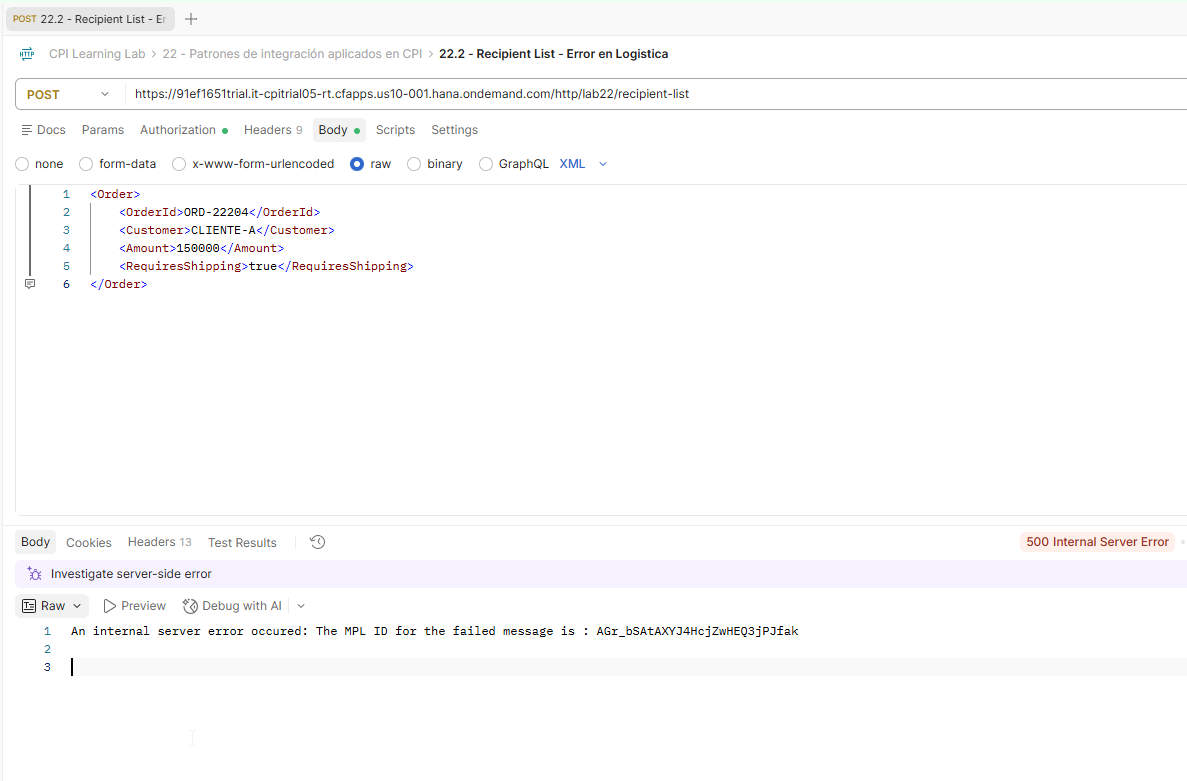 POST 22.2 - Recipient List - Er
HTTP CPI Learning Lab > 22 - Patrones de integración aplicados en CPI > 22.2 - Recipient List - Error en Logistica
POST https://91ef1651trial.it-cpitrial05-rt.cfapps.us10-001.hana.ondemand.com/http/lab22/recipient-list
Docs Params Authorization Headers 9 Body Scripts Settings
none form-data x-www-form-urlencoded raw binary GraphQL XML
1 <Order>
2 <OrderId>ORD-22204</OrderId>
3 <Customer>CLIENTE-A</Customer>
4 <Amount>150000</Amount>
5 <RequiresShipping>true</RequiresShipping>
6 </Order>
Body Cookies Headers 13 Test Results 500 Internal Server Error
Investigate server-side error
Raw Preview Debug with AI
1 An internal server error occured: The MPL ID for the failed message is : AGr_bSAtAXYJ4HcjZwHEQ3jPJfak
2
3